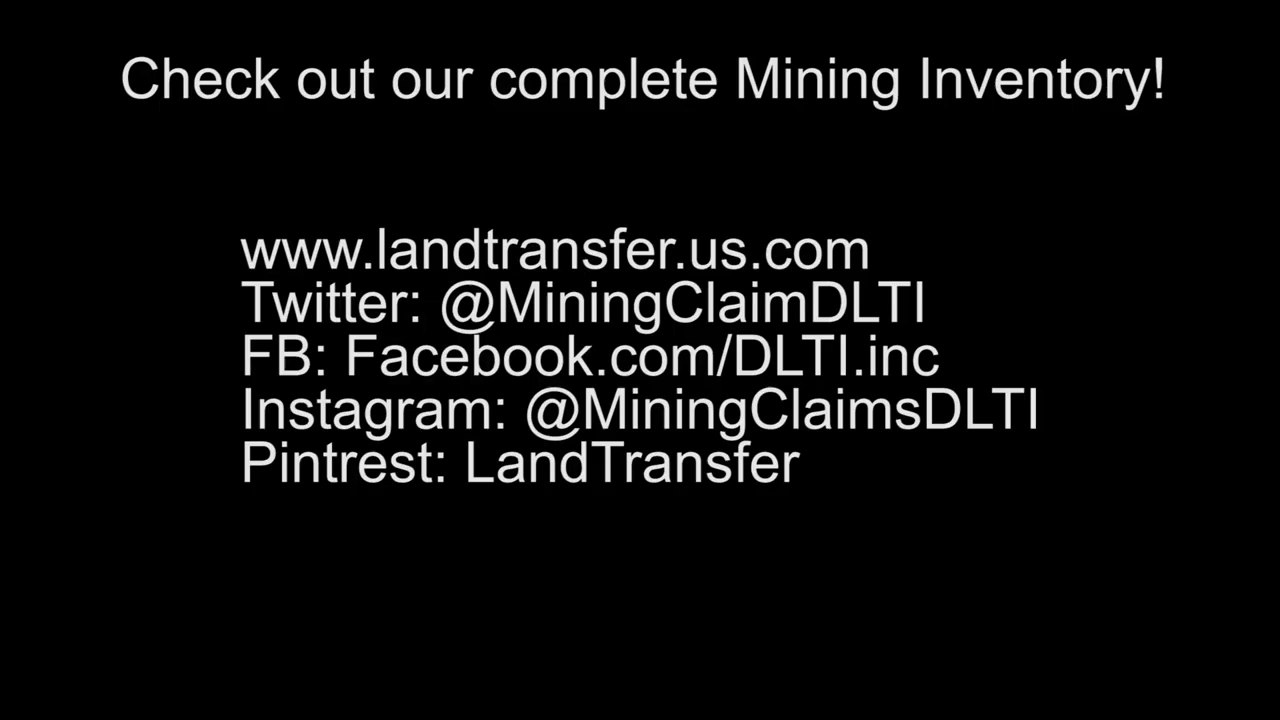 Check out our complete Mining Inventory!
www.landtransfer.us.com
Twitter: @MiningClaimDLTI
FB: Facebook.com/DLTI.inc
Instagram: @MiningClaimsDLTI
Pintrest: LandTransfer